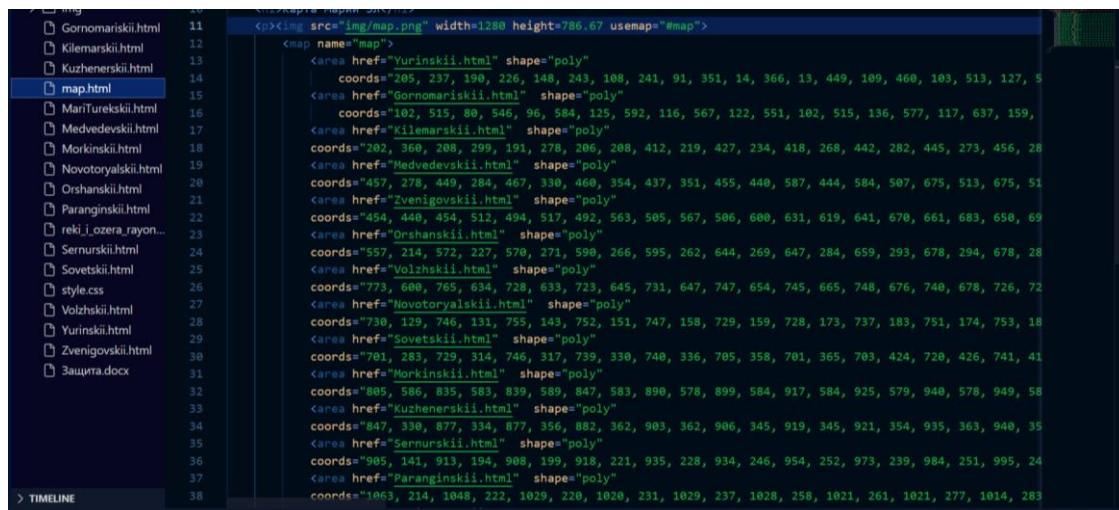 Gornomariskii.html
Kilemarskii.html
Kuzhenerskii.html
map.html
MariTurekskii.html
Medvedevskii.html
Morkinskii.html
Novotoryalskii.html
Orshanskii.html
Paranginskii.html
reki_i_ozera_rayon...
Sernurskii.html
Sovetskii.html
style.css
Volzhskii.html
Yurinskii.html
Zvenigovskii.html
Защита.docx
TIMELINE
11 <p><img src="img/map.png" width=1280 height=786.67 usemap="#map">
12 <map name="map">
13 <area href="Yurinskii.html" shape="poly"
14 coords="205, 237, 190, 226, 148, 243, 108, 241, 91, 351, 14, 366, 13, 449, 109, 460, 103, 513, 127, 5
15 <area href="Gornomariskii.html" shape="poly"
16 coords="102, 515, 80, 546, 96, 584, 125, 592, 116, 567, 122, 551, 102, 515, 136, 577, 117, 637, 159,
17 <area href="Kilemarskii.html" shape="poly"
18 coords="202, 360, 208, 299, 191, 278, 206, 208, 412, 219, 427, 234, 418, 268, 442, 282, 445, 273, 456, 28
19 <area href="Medvedevskii.html" shape="poly"
20 coords="457, 278, 449, 284, 467, 330, 460, 354, 437, 351, 455, 440, 587, 444, 584, 507, 675, 513, 675, 51
21 <area href="Zvenigovskii.html" shape="poly"
22 coords="454, 440, 454, 512, 494, 517, 492, 563, 505, 567, 506, 600, 631, 619, 641, 670, 661, 683, 650, 69
23 <area href="Orshanskii.html" shape="poly"
24 coords="557, 214, 572, 227, 570, 271, 590, 266, 595, 262, 644, 269, 647, 284, 659, 293, 678, 294, 678, 28
25 <area href="Volzhskii.html" shape="poly"
26 coords="773, 600, 765, 634, 728, 633, 723, 645, 731, 647, 747, 654, 745, 665, 748, 676, 740, 678, 726, 72
27 <area href="Novotoryalskii.html" shape="poly"
28 coords="730, 129, 746, 131, 755, 143, 752, 151, 747, 158, 729, 159, 728, 173, 737, 183, 751, 174, 753, 18
29 <area href="Sovetskii.html" shape="poly"
30 coords="701, 283, 729, 314, 746, 317, 739, 330, 740, 336, 705, 358, 701, 365, 703, 424, 720, 426, 741, 41
31 <area href="Morkinskii.html" shape="poly"
32 coords="805, 586, 835, 583, 839, 589, 847, 583, 890, 578, 899, 584, 917, 584, 925, 579, 940, 578, 949, 58
33 <area href="Kuzhenerskii.html" shape="poly"
34 coords="847, 330, 877, 334, 877, 356, 882, 362, 903, 362, 906, 345, 919, 345, 921, 354, 935, 363, 940, 35
35 <area href="Sernurskii.html" shape="poly"
36 coords="905, 141, 913, 194, 908, 199, 918, 221, 935, 228, 934, 246, 954, 252, 973, 239, 984, 251, 995, 24
37 <area href="Paranginskii.html" shape="poly"
38 coords="1063, 214, 1048, 222, 1029, 220, 1020, 231, 1029, 237, 1028, 258, 1021, 261, 1021, 277, 1014, 283